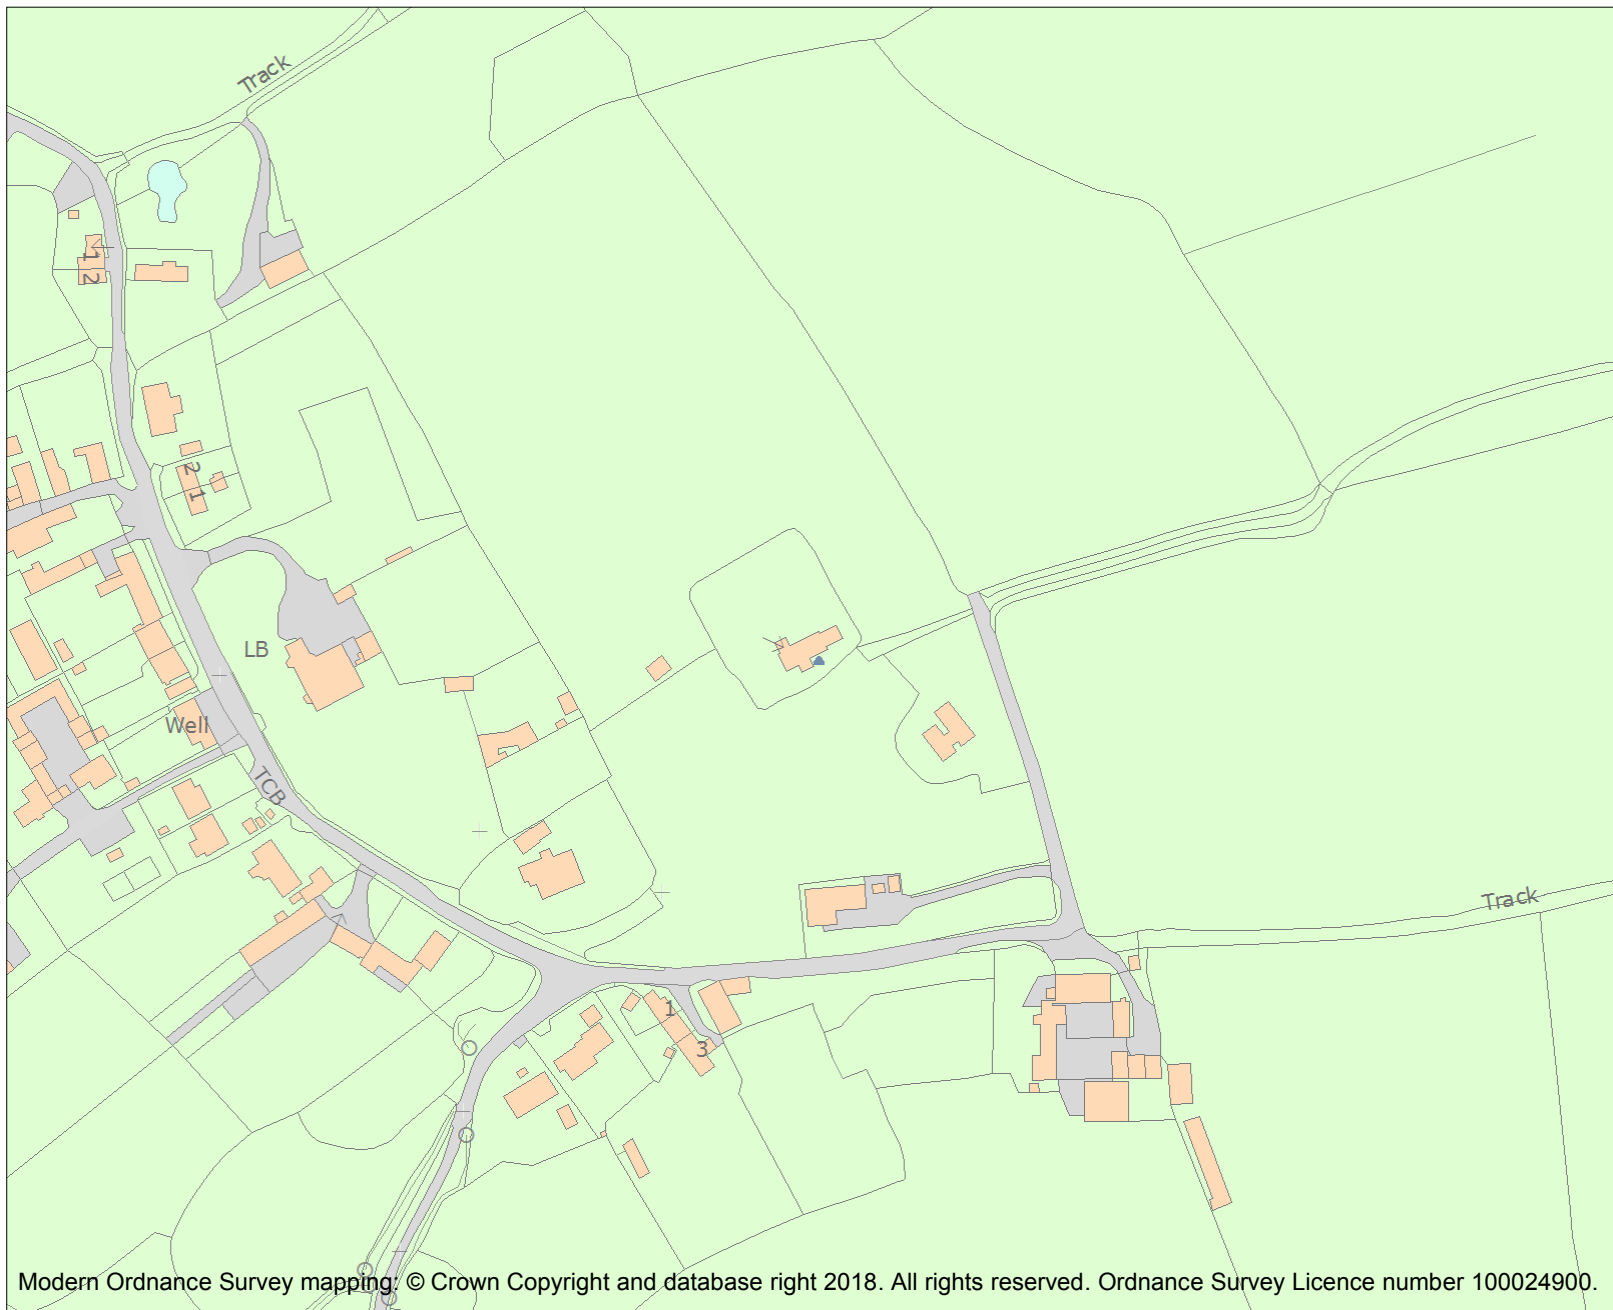 Track
1
2
2
1
LB
Well
TCB
Track
1
3
Modern Ordnance Survey mapping: © Crown Copyright and database right 2018. All rights reserved. Ordnance Survey Licence number 100024900.